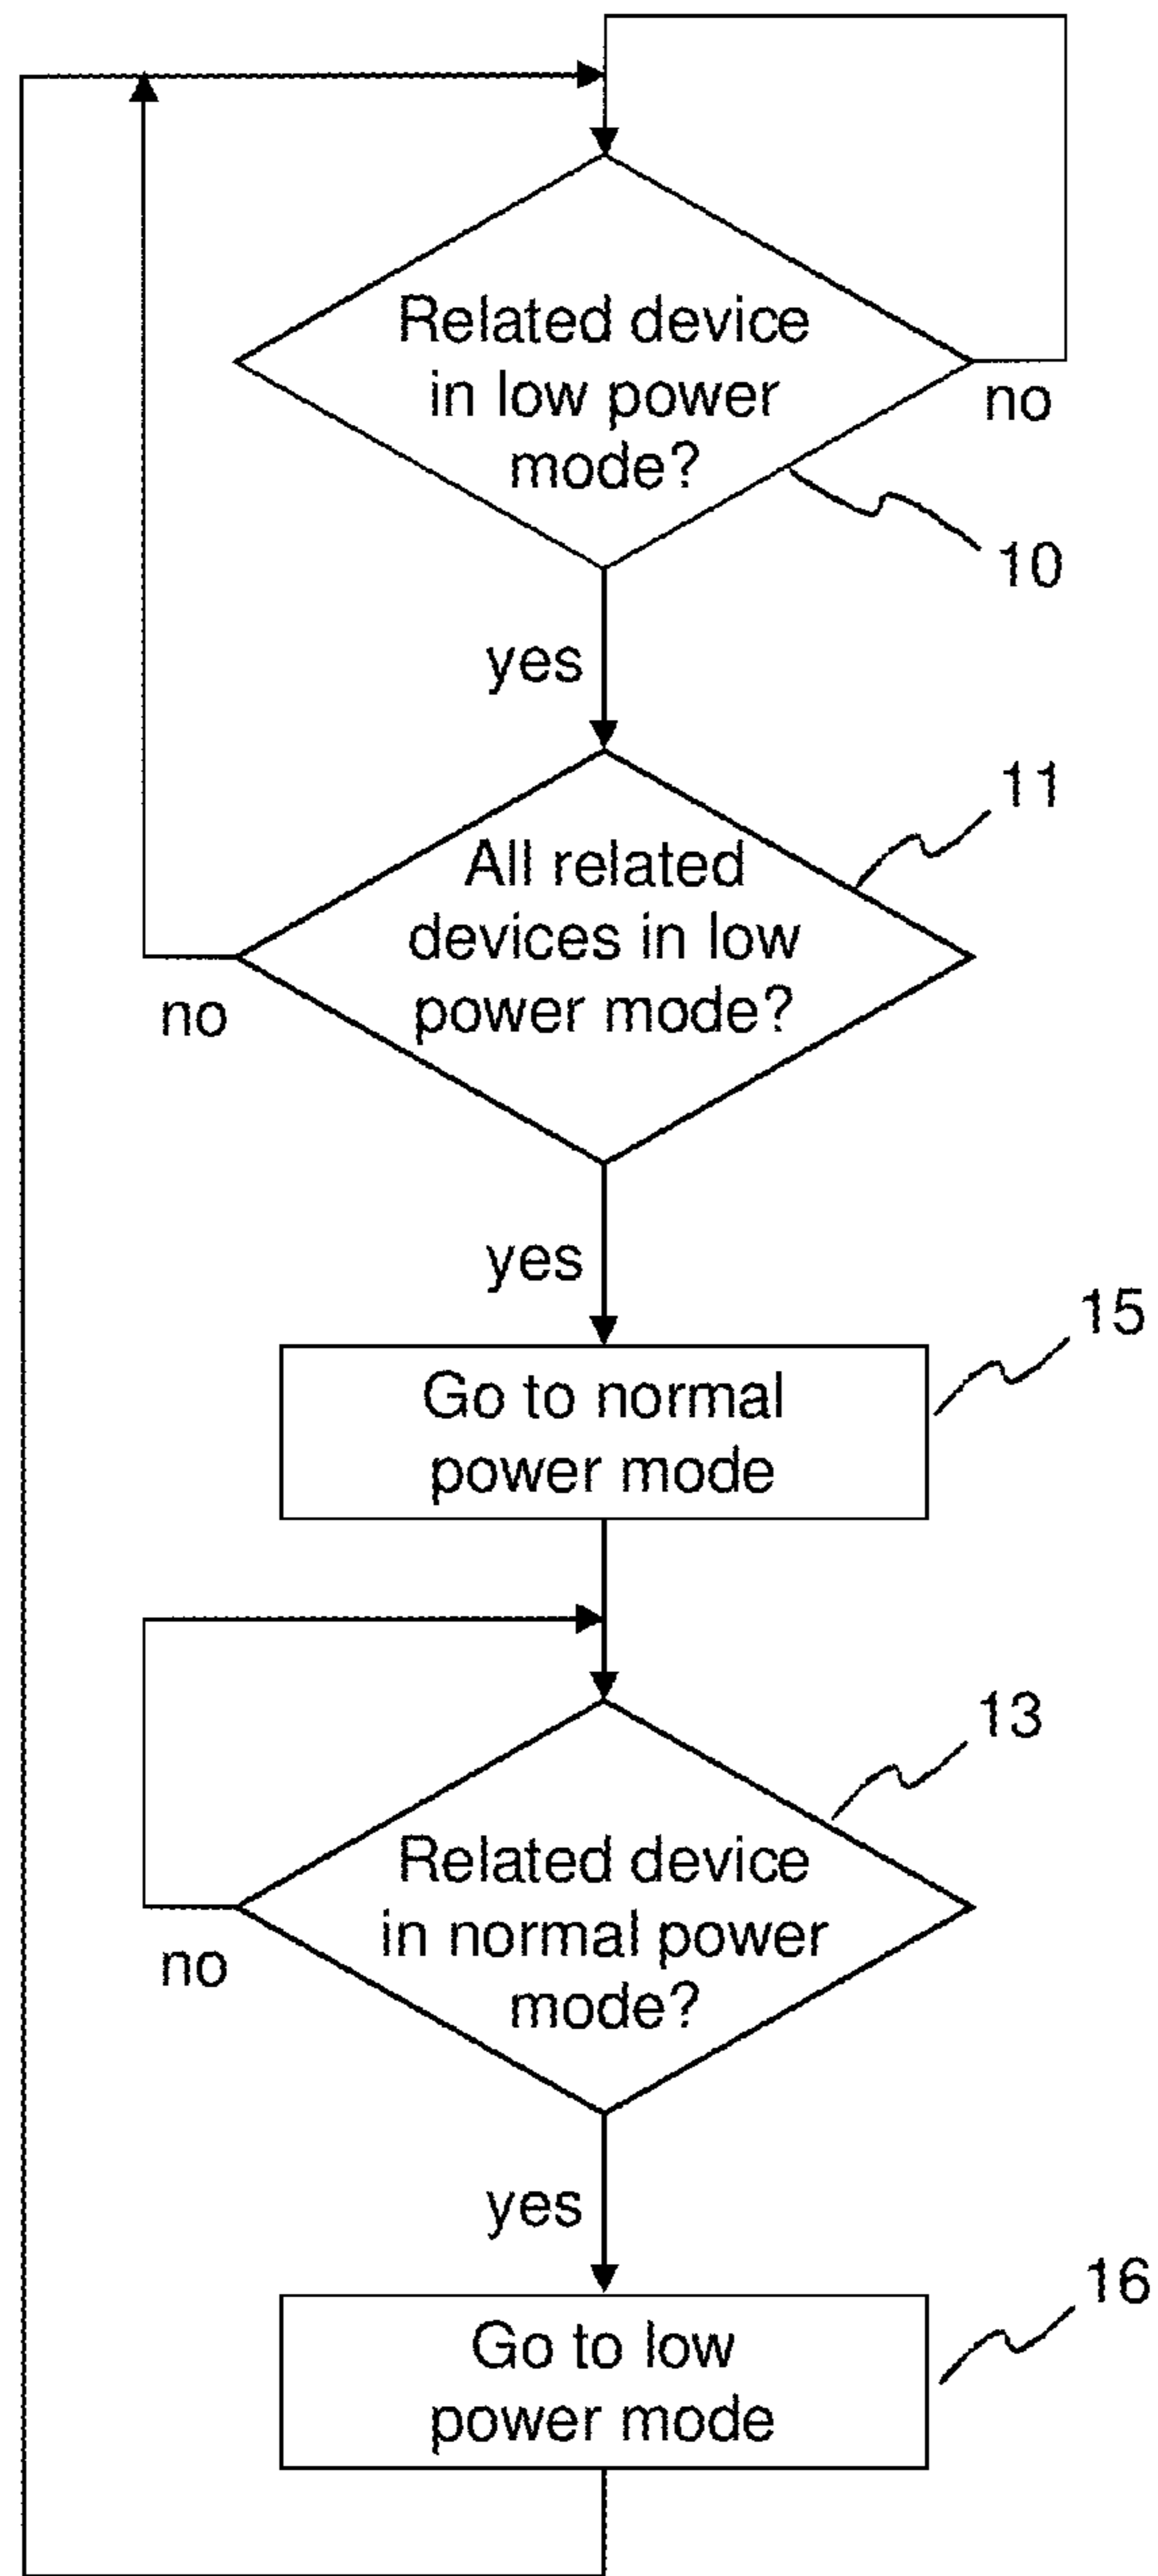 Related device
in low power
mode?
no
10
yes
11
All related
devices in low
power mode?
no
yes
15
Go to normal
power mode
13
Related device
in normal power
mode?
no
yes
16
Go to low
power mode